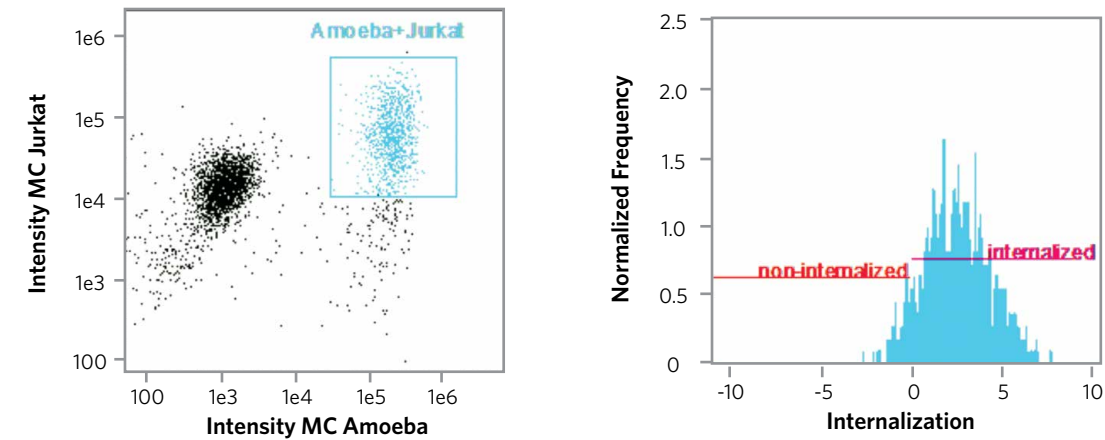 Amoeba+Jurkat
1e6
1e5
1e4
1e3
100
Intensity MC Jurkat
100
1e3
1e4
1e5
1e6
Intensity MC Amoeba
2.5
2.0
1.5
1.0
0.5
0
Normalized Frequency
internalized
non-internalized
-10
-5
0
5
10
Internalization